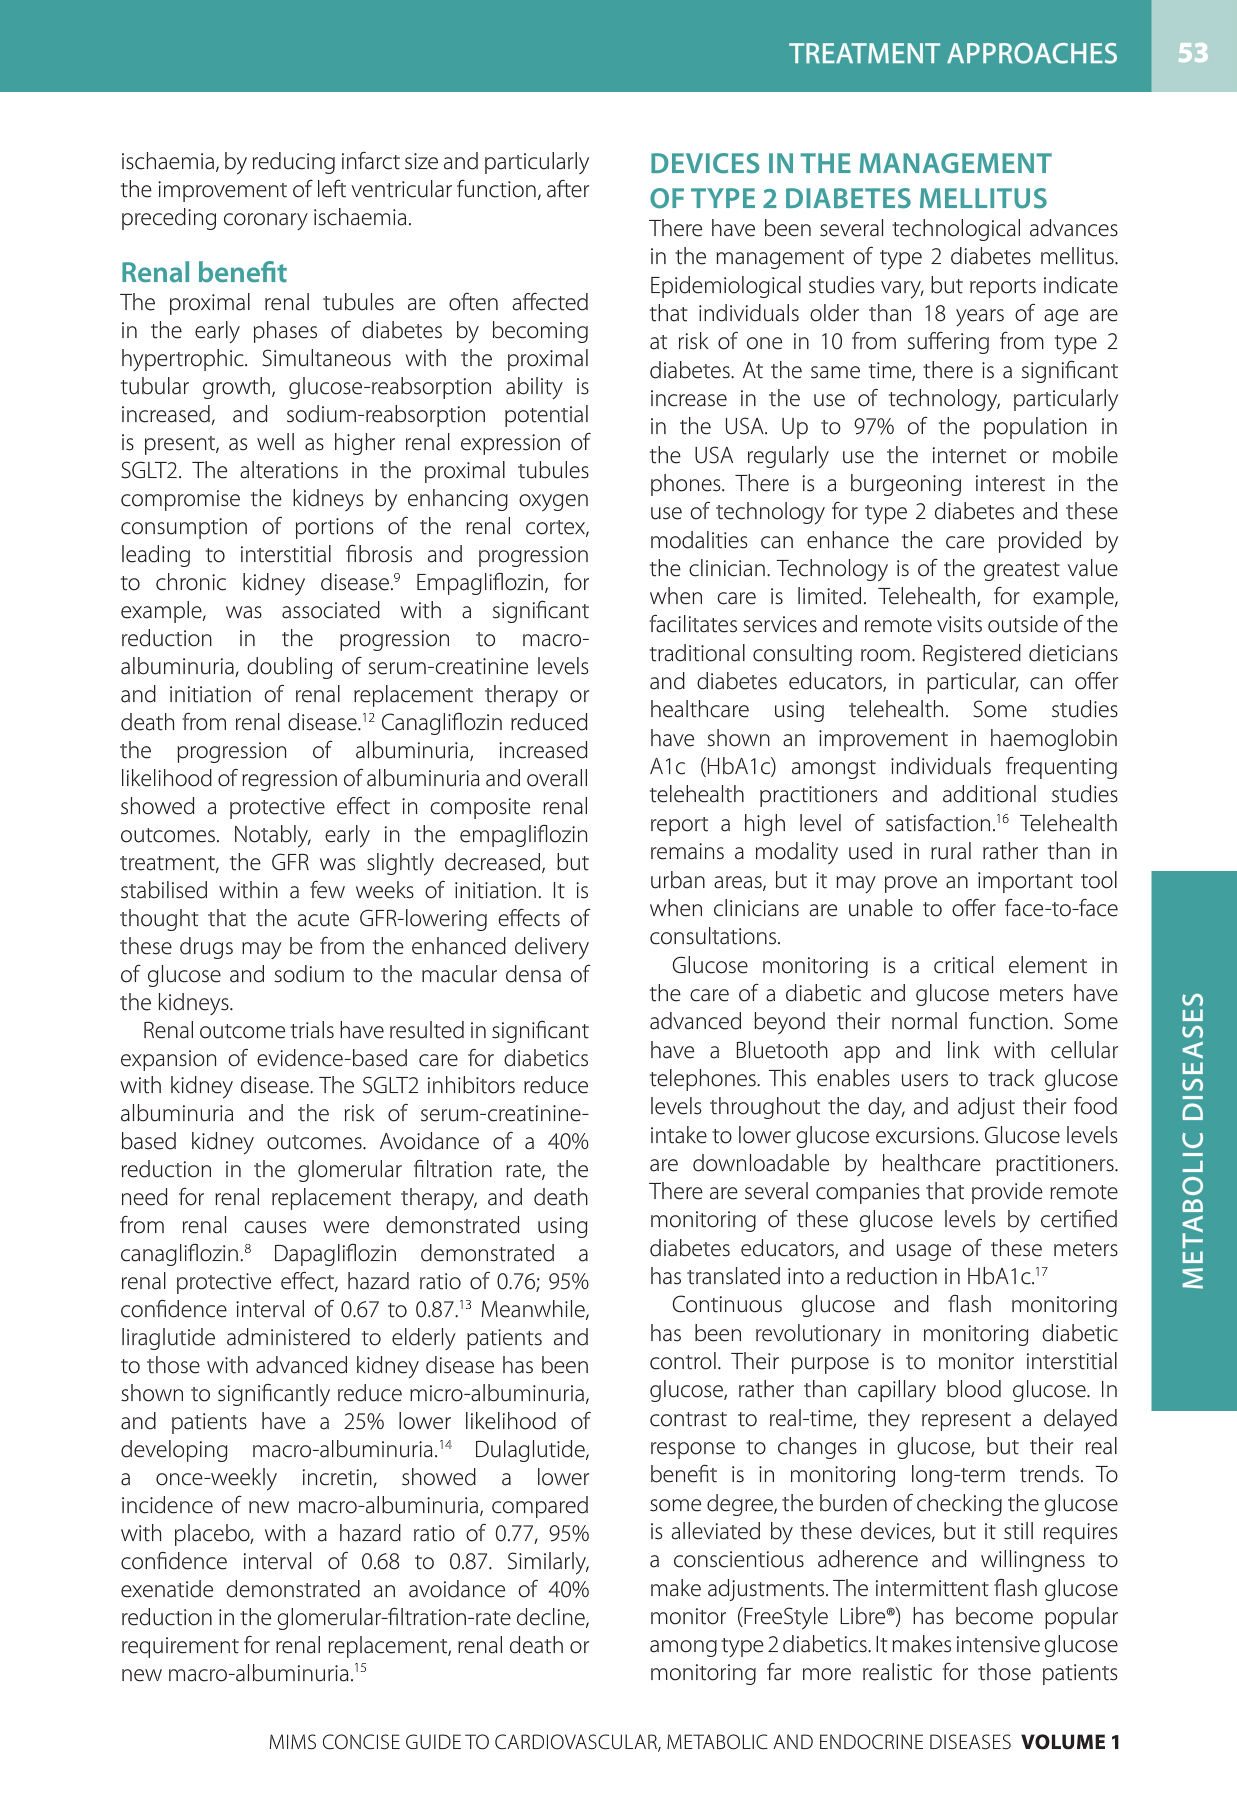 TREATMENT APPROACHES 53
ischaemia, by reducing infarct size and particularly
the improvement of left ventricular function, after
preceding coronary ischaemia.
Renal benefit
The proximal renal tubules are often affected
in the early phases of diabetes by becoming
hypertrophic. Simultaneous with the proximal
tubular growth, glucose-reabsorption ability is
increased, and sodium-reabsorption potential
is present, as well as higher renal expression of
SGLT2. The alterations in the proximal tubules
compromise the kidneys by enhancing oxygen
consumption of portions of the renal cortex,
leading to interstitial fibrosis and progression
to chronic kidney disease.⁹ Empagliflozin, for
example, was associated with a significant
reduction in the progression to macro-
albuminuria, doubling of serum-creatinine levels
and initiation of renal replacement therapy or
death from renal disease.¹² Canagliflozin reduced
the progression of albuminuria, increased
likelihood of regression of albuminuria and overall
showed a protective effect in composite renal
outcomes. Notably, early in the empagliflozin
treatment, the GFR was slightly decreased, but
stabilised within a few weeks of initiation. It is
thought that the acute GFR-lowering effects of
these drugs may be from the enhanced delivery
of glucose and sodium to the macular densa of
the kidneys.
Renal outcome trials have resulted in significant
expansion of evidence-based care for diabetics
with kidney disease. The SGLT2 inhibitors reduce
albuminuria and the risk of serum-creatinine-
based kidney outcomes. Avoidance of a 40%
reduction in the glomerular filtration rate, the
need for renal replacement therapy, and death
from renal causes were demonstrated using
canagliflozin.⁸ Dapagliflozin demonstrated a
renal protective effect, hazard ratio of 0.76; 95%
confidence interval of 0.67 to 0.87.¹³ Meanwhile,
liraglutide administered to elderly patients and
to those with advanced kidney disease has been
shown to significantly reduce micro-albuminuria,
and patients have a 25% lower likelihood of
developing macro-albuminuria.¹⁴ Dulaglutide,
a once-weekly incretin, showed a lower
incidence of new macro-albuminuria, compared
with placebo, with a hazard ratio of 0.77, 95%
confidence interval of 0.68 to 0.87. Similarly,
exenatide demonstrated an avoidance of 40%
reduction in the glomerular-filtration-rate decline,
requirement for renal replacement, renal death or
new macro-albuminuria.¹⁵
DEVICES IN THE MANAGEMENT
OF TYPE 2 DIABETES MELLITUS
There have been several technological advances
in the management of type 2 diabetes mellitus.
Epidemiological studies vary, but reports indicate
that individuals older than 18 years of age are
at risk of one in 10 from suffering from type 2
diabetes. At the same time, there is a significant
increase in the use of technology, particularly
in the USA. Up to 97% of the population in
the USA regularly use the internet or mobile
phones. There is a burgeoning interest in the
use of technology for type 2 diabetes and these
modalities can enhance the care provided by
the clinician. Technology is of the greatest value
when care is limited. Telehealth, for example,
facilitates services and remote visits outside of the
traditional consulting room. Registered dieticians
and diabetes educators, in particular, can offer
healthcare using telehealth. Some studies
have shown an improvement in haemoglobin
A1c (HbA1c) amongst individuals frequenting
telehealth practitioners and additional studies
report a high level of satisfaction.¹⁶ Telehealth
remains a modality used in rural rather than in
urban areas, but it may prove an important tool
when clinicians are unable to offer face-to-face
consultations.
Glucose monitoring is a critical element in
the care of a diabetic and glucose meters have
advanced beyond their normal function. Some
have a Bluetooth app and link with cellular
telephones. This enables users to track glucose
levels throughout the day, and adjust their food
intake to lower glucose excursions. Glucose levels
are downloadable by healthcare practitioners.
There are several companies that provide remote
monitoring of these glucose levels by certified
diabetes educators, and usage of these meters
has translated into a reduction in HbA1c.¹⁷
Continuous glucose and flash monitoring
has been revolutionary in monitoring diabetic
control. Their purpose is to monitor interstitial
glucose, rather than capillary blood glucose. In
contrast to real-time, they represent a delayed
response to changes in glucose, but their real
benefit is in monitoring long-term trends. To
some degree, the burden of checking the glucose
is alleviated by these devices, but it still requires
a conscientious adherence and willingness to
make adjustments. The intermittent flash glucose
monitor (FreeStyle Libre®) has become popular
among type 2 diabetics. It makes intensive glucose
monitoring far more realistic for those patients
METABOLIC DISEASES
MIMS CONCISE GUIDE TO CARDIOVASCULAR, METABOLIC AND ENDOCRINE DISEASES VOLUME 1